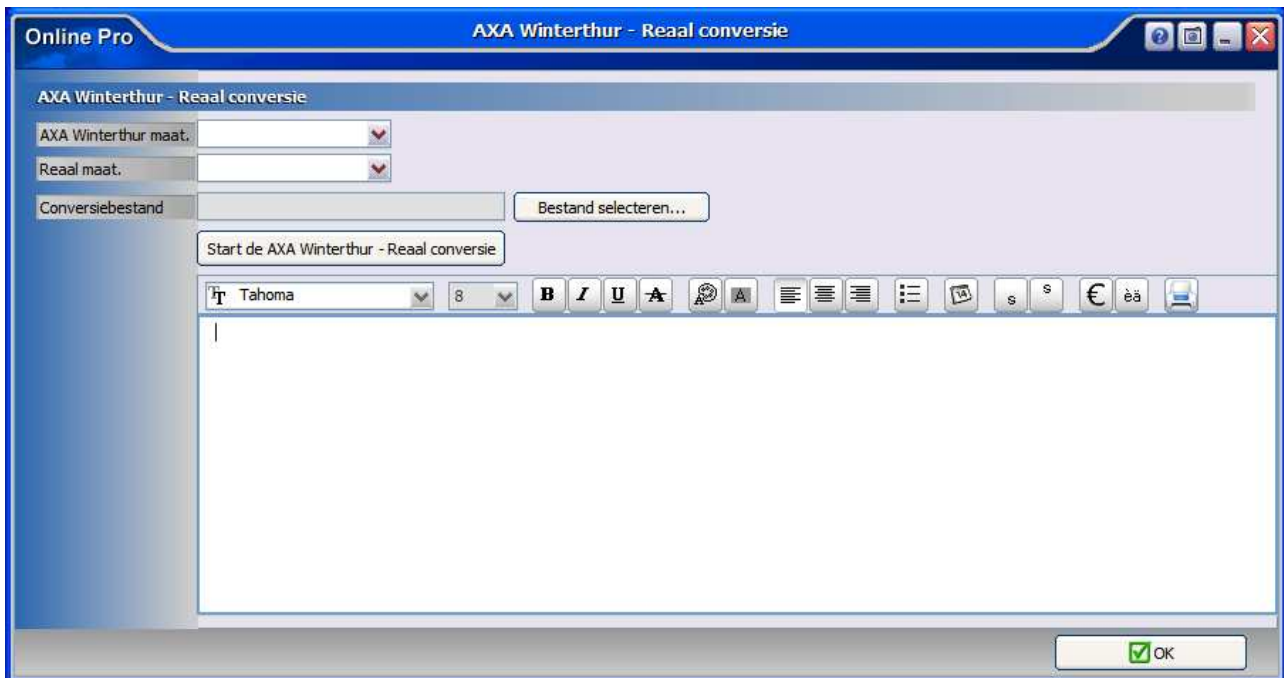 Online Pro
AXA Winterthur - Reaal conversie
AXA Winterthur - Reaal conversie
AXA Winterthur maat.
Reaal maat.
Conversiebestand Bestand selecteren...
Start de AXA Winterthur - Reaal conversie
Tahoma 8 B I U A A A 14 s s € èä
OK